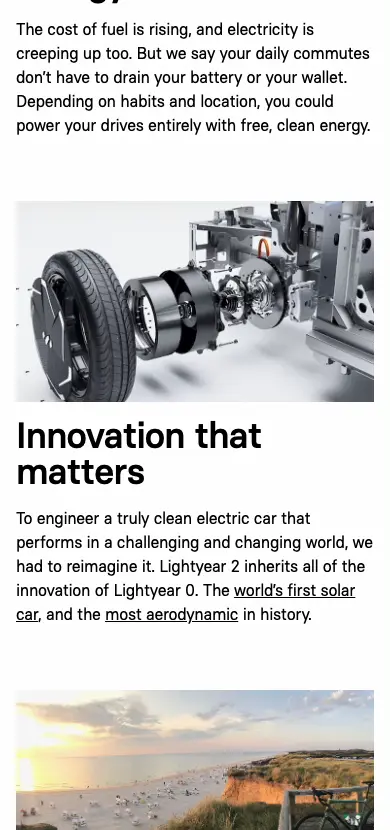 The cost of fuel is rising, and electricity is
creeping up too. But we say your daily commutes
don’t have to drain your battery or your wallet.
Depending on habits and location, you could
power your drives entirely with free, clean energy.
Innovation that
matters
To engineer a truly clean electric car that
performs in a challenging and changing world, we
had to reimagine it. Lightyear 2 inherits all of the
innovation of Lightyear 0. The world’s first solar
car, and the most aerodynamic in history.